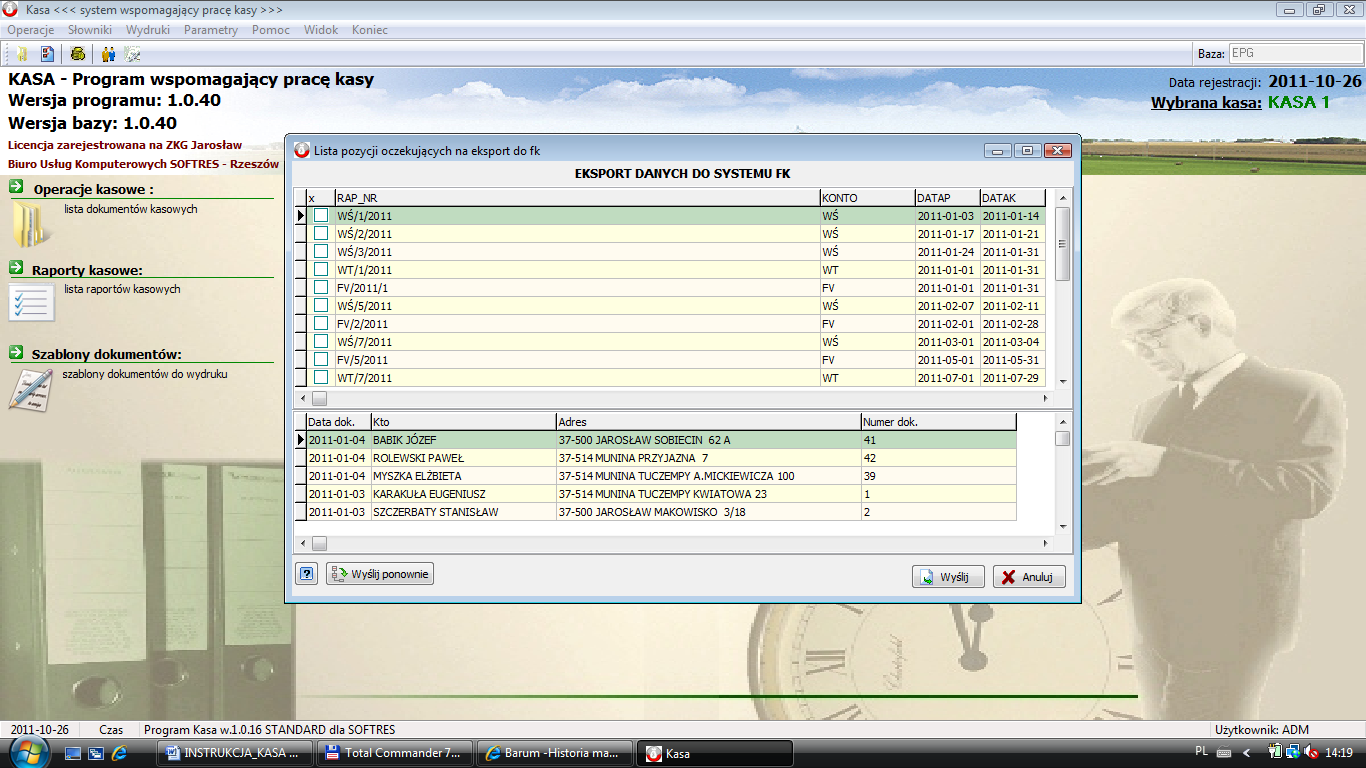 Kasa <<< system wspomagający pracę kasy >>>
Operacje Słowniki Wydruki Parametry Pomoc Widok Koniec
Baza: EPG
KASA - Program wspomagający pracę kasy
Wersja programu: 1.0.40
Wersja bazy: 1.0.40
Licencja zarejestrowana na ZKG Jarosław
Biuro Usług Komputerowych SOFTRES - Rzeszów
Data rejestracji: 2011-10-26
Wybrana kasa: KASA 1
Operacje kasowe :
lista dokumentów kasowych
Raporty kasowe:
lista raportów kasowych
Szablony dokumentów:
szablony dokumentów do wydruku
Lista pozycji oczekujących na eksport do fk
EKSPORT DANYCH DO SYSTEMU FK
x RAP_NR KONTO DATAP DATAK
WŚ/1/2011 WŚ 2011-01-03 2011-01-14
WŚ/2/2011 WŚ 2011-01-17 2011-01-21
WŚ/3/2011 WŚ 2011-01-24 2011-01-31
WT/1/2011 WT 2011-01-01 2011-01-31
FV/2011/1 FV 2011-01-01 2011-01-31
WŚ/5/2011 WŚ 2011-02-07 2011-02-11
FV/2/2011 FV 2011-02-01 2011-02-28
WŚ/7/2011 WŚ 2011-03-01 2011-03-04
FV/5/2011 FV 2011-05-01 2011-05-31
WT/7/2011 WT 2011-07-01 2011-07-29
Data dok. Kto Adres Numer dok.
2011-01-04 BABIK JÓZEF 37-500 JAROSŁAW SOBIECIN 62 A 41
2011-01-04 ROLEWSKI PAWEŁ 37-514 MUNINA PRZYJAZNA 7 42
2011-01-04 MYSZKA ELŻBIETA 37-514 MUNINA TUCZEMPY A.MICKIEWICZA 100 39
2011-01-03 KARAKUŁA EUGENIUSZ 37-514 MUNINA TUCZEMPY KWIATOWA 23 1
2011-01-03 SZCZERBATY STANISŁAW 37-500 JAROSŁAW MAKOWISKO 3/18 2
? Wyślij ponownie Wyślij Anuluj
2011-10-26 Czas Program Kasa w.1.0.16 STANDARD dla SOFTRES Użytkownik: ADM
INSTRUKCJA_KASA ... Total Commander 7... Barum -Historia ma... Kasa PL < 14:19